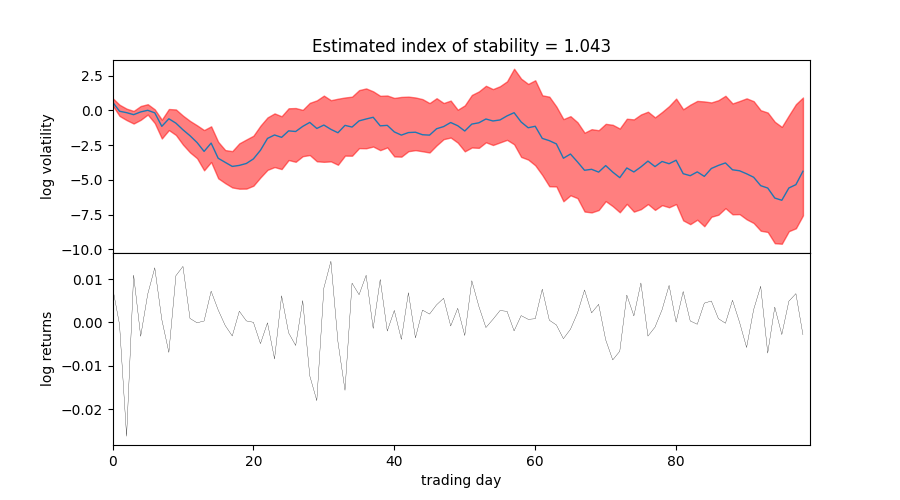 Estimated index of stability = 1.043
log volatility
2.5
0.0
−2.5
−5.0
−7.5
−10.0
log returns
0.01
0.00
−0.01
−0.02
0 20 40 60 80
trading day